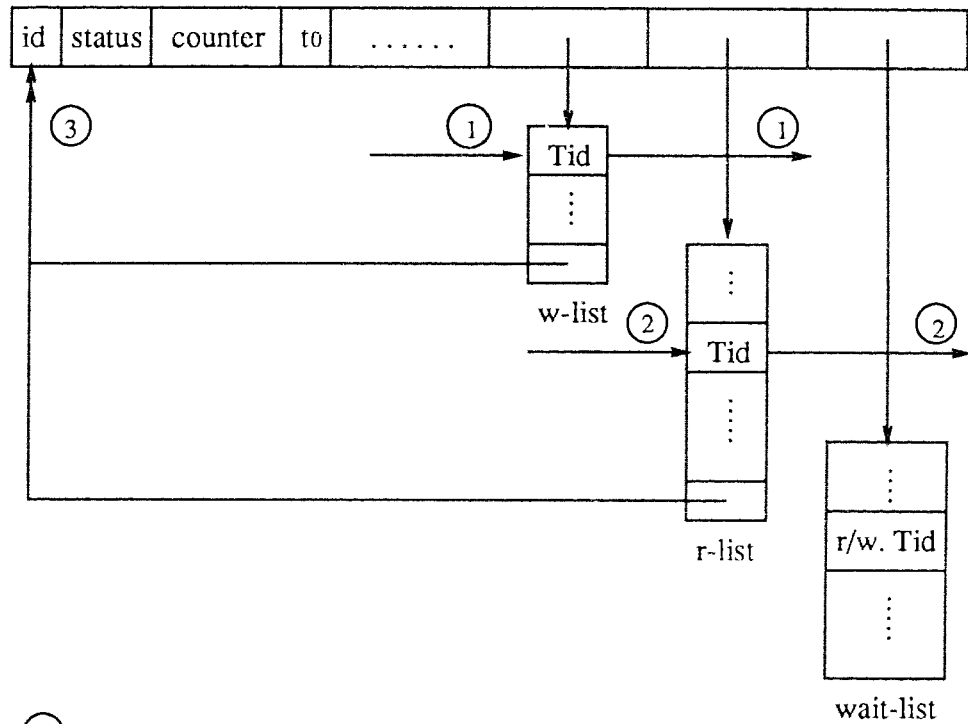 id status counter to ......
3
1
1
Tid
w-list
2
2
Tid
r-list
r/w. Tid
wait-list